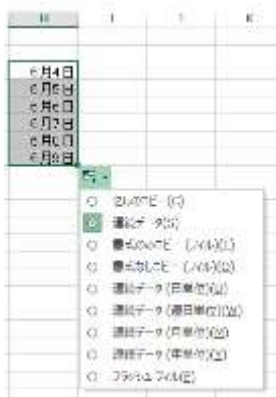 H I J K
6月4日
6月5日
6月6日
6月7日
6月8日
6月9日
セルのコピー(C)
連続データ(S)
書式のみコピー (フィル)(F)
書式なしコピー (フィル)(O)
連続データ (日単位)(D)
連続データ (週日単位)(W)
連続データ (月単位)(M)
連続データ (年単位)(Y)
フラッシュ フィル(F)